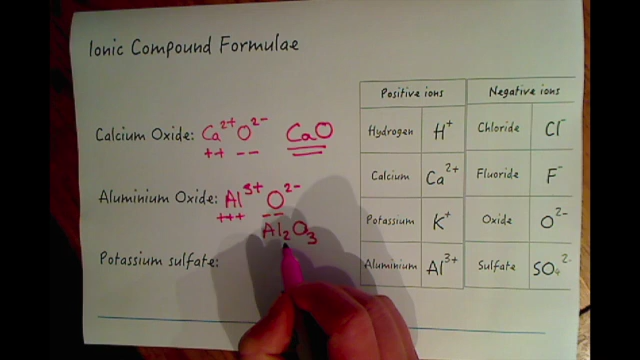 Ionic Compound Formulae
Calcium Oxide: Ca²⁺ O²⁻ CaO
++ --
Aluminium Oxide: Al³⁺ O²⁻
+++ --
Al₂O₃
Potassium sulfate:
Positive ions Negative ions
Hydrogen H⁺ Chloride Cl⁻
Calcium Ca²⁺ Fluoride F⁻
Potassium K⁺ Oxide O²⁻
Aluminium Al³⁺ Sulfate SO₄²⁻